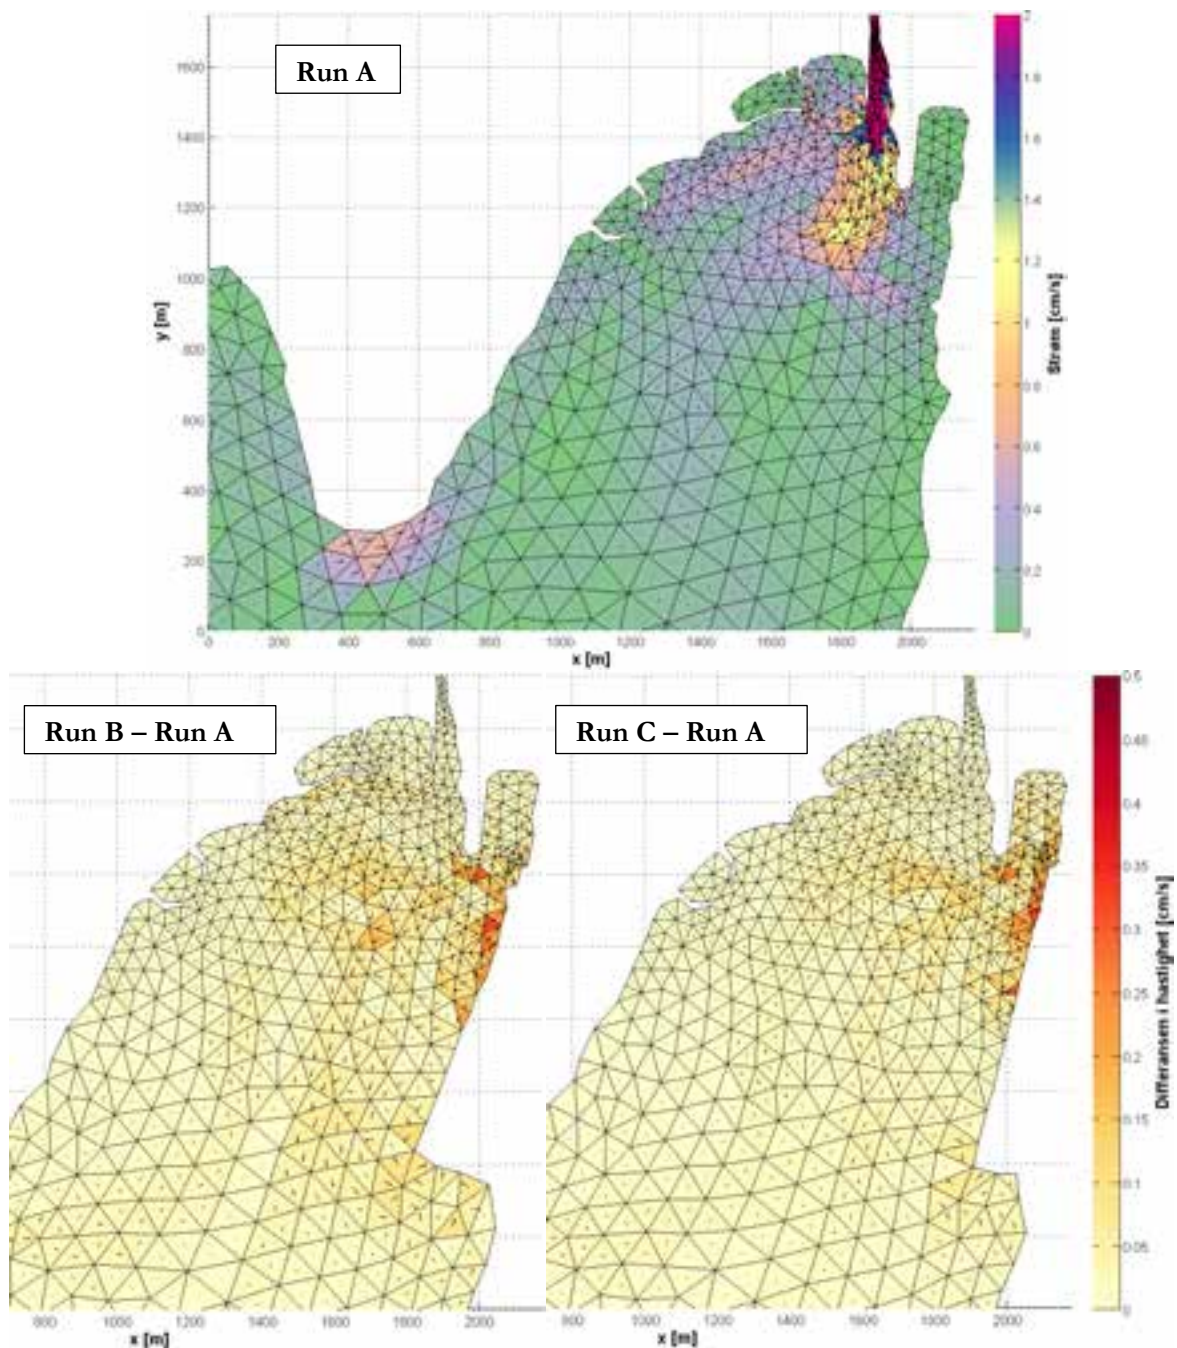 Run A
1600
1400
1200
1000
800
600
400
200
0
y [m]
0 200 400 600 800 1000 1200 1400 1600 1800 2000
x [m]
2
1.8
1.6
1.4
1.2
1
0.8
0.6
0.4
0.2
0
Strøm [cm/s]
Run B – Run A
Run C – Run A
800 1000 1200 1400 1600 1800 2000
x [m]
800 1000 1200 1400 1600 1800 2000
x [m]
0.5
0.45
0.4
0.35
0.3
0.25
0.2
0.15
0.1
0.05
0
Differansen i hastighet [cm/s]